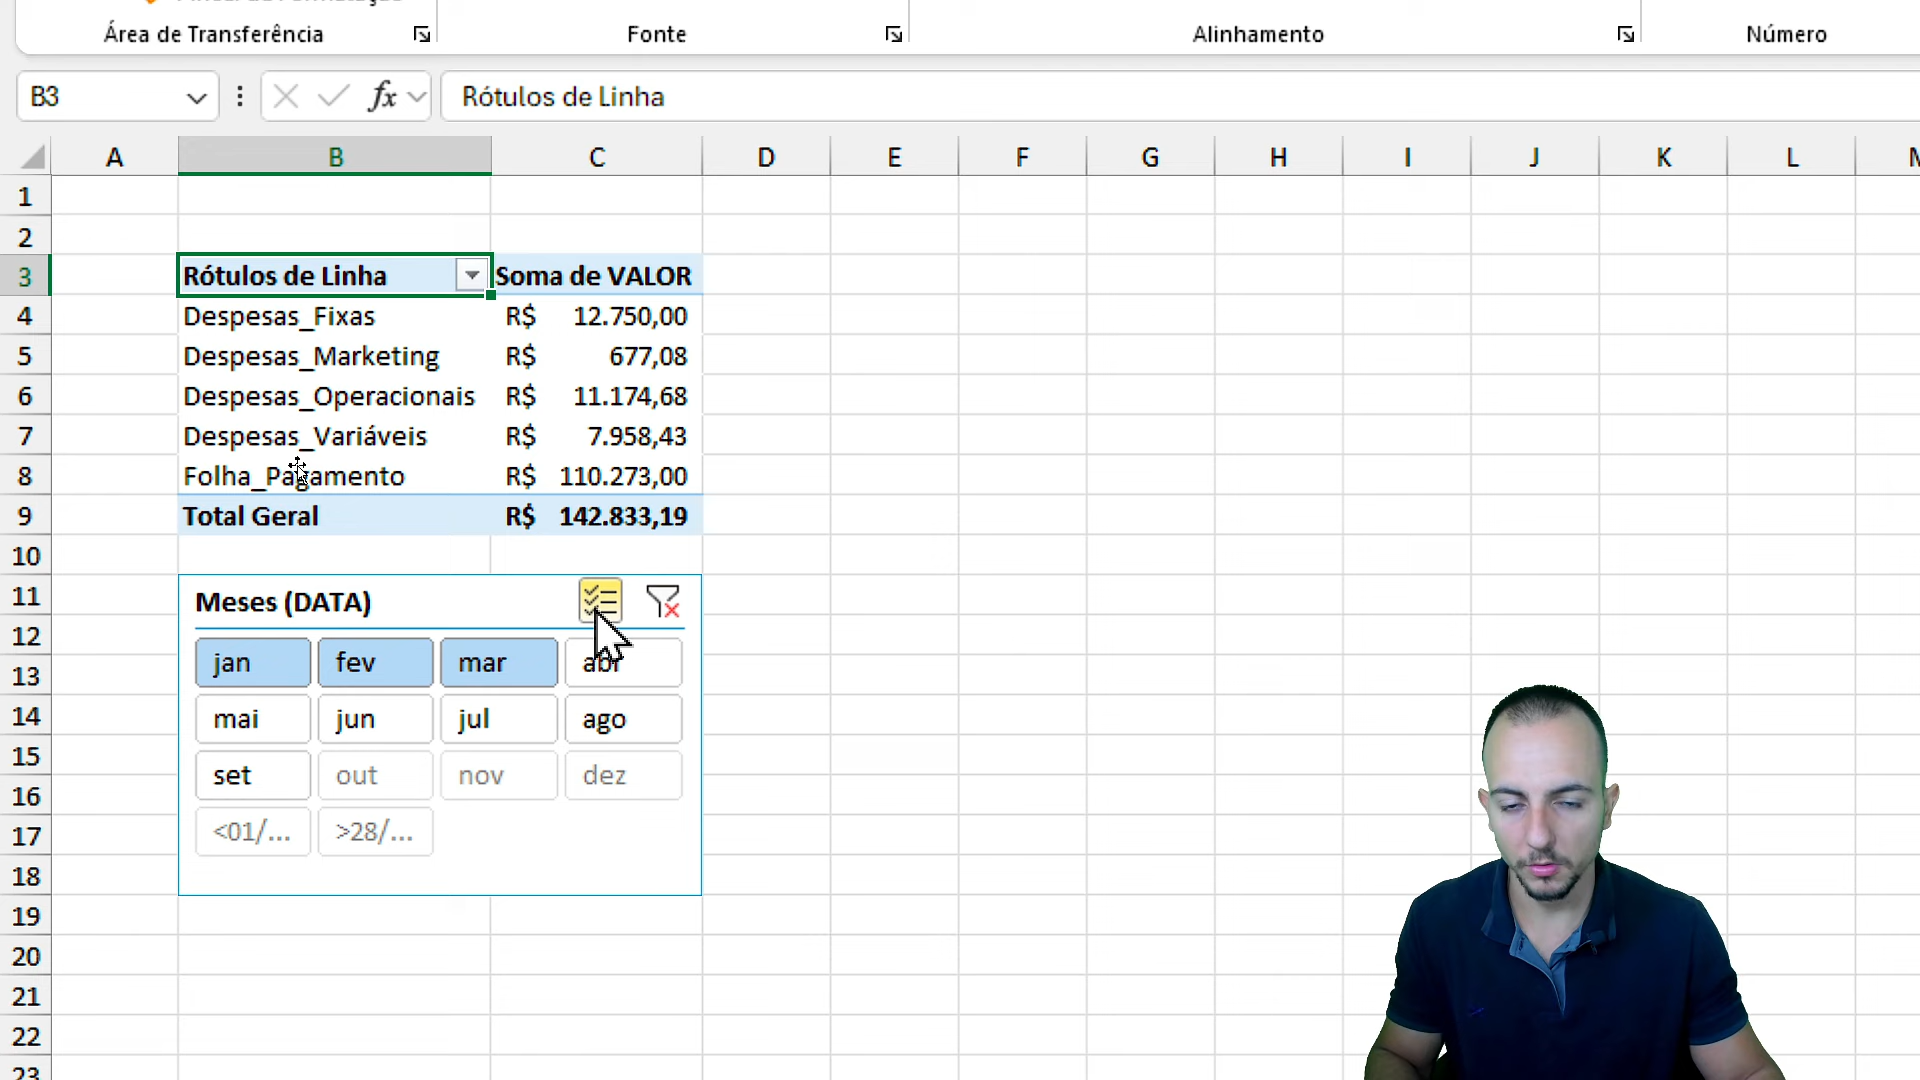 Área de Transferência
Fonte
Alinhamento
Número
B3
fx
Rótulos de Linha
A B C D E F G H I J K L
1
2
3 Rótulos de Linha Soma de VALOR
4 Despesas_Fixas R$ 12.750,00
5 Despesas_Marketing R$ 677,08
6 Despesas_Operacionais R$ 11.174,68
7 Despesas_Variáveis R$ 7.958,43
8 Folha_Pagamento R$ 110.273,00
9 Total Geral R$ 142.833,19
10
11 Meses (DATA)
12
13 jan fev mar abr
14 mai jun jul ago
15
16 set out nov dez
17 <01/... >28/...
18
19
20
21
22
23